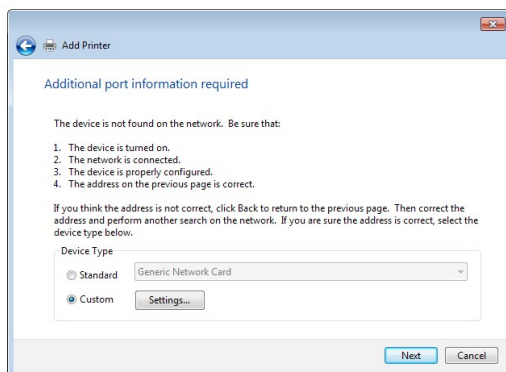 Add Printer
Additional port information required
The device is not found on the network. Be sure that:
1. The device is turned on.
2. The network is connected.
3. The device is properly configured.
4. The address on the previous page is correct.
If you think the address is not correct, click Back to return to the previous page. Then correct the
address and perform another search on the network. If you are sure the address is correct, select the
device type below.
Device Type
Standard Generic Network Card
Custom Settings...
Next Cancel